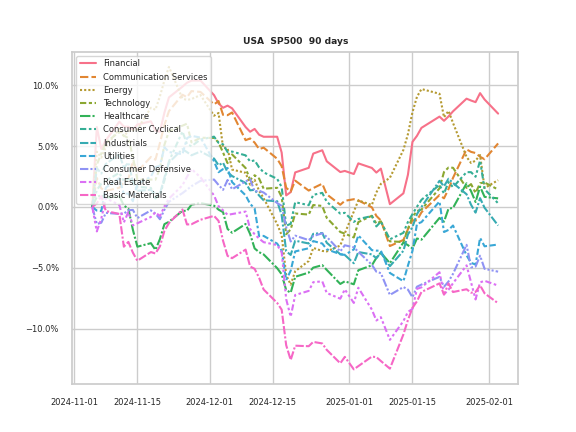 USA SP500 90 days
10.0%
5.0%
0.0%
−5.0%
−10.0%
Financial
Communication Services
Energy
Technology
Healthcare
Consumer Cyclical
Industrials
Utilities
Consumer Defensive
Real Estate
Basic Materials
2024-11-01 2024-11-15 2024-12-01 2024-12-15 2025-01-01 2025-01-15 2025-02-01